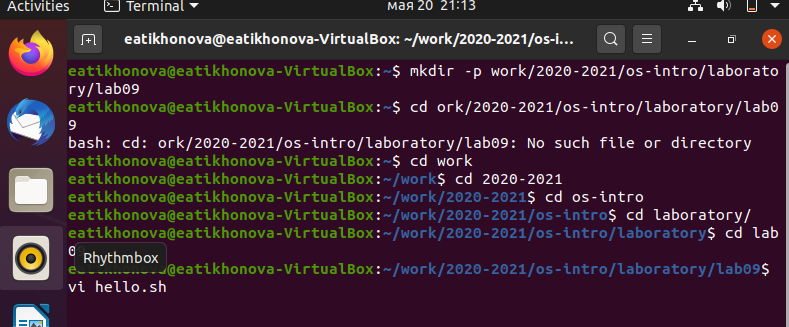 Activities Terminal мая 20 21:13
eatikhonova@eatikhonova-VirtualBox: ~/work/2020-2021/os-i...
eatikhonova@eatikhonova-VirtualBox:~$ mkdir -p work/2020-2021/os-intro/laborato
ry/lab09
eatikhonova@eatikhonova-VirtualBox:~$ cd ork/2020-2021/os-intro/laboratory/lab0
9
bash: cd: ork/2020-2021/os-intro/laboratory/lab09: No such file or directory
eatikhonova@eatikhonova-VirtualBox:~$ cd work
eatikhonova@eatikhonova-VirtualBox:~/work$ cd 2020-2021
eatikhonova@eatikhonova-VirtualBox:~/work/2020-2021$ cd os-intro
eatikhonova@eatikhonova-VirtualBox:~/work/2020-2021/os-intro$ cd laboratory/
eatikhonova@eatikhonova-VirtualBox:~/work/2020-2021/os-intro/laboratory$ cd lab
0
Rhythmbox
eatikhonova@eatikhonova-VirtualBox:~/work/2020-2021/os-intro/laboratory/lab09$
vi hello.sh